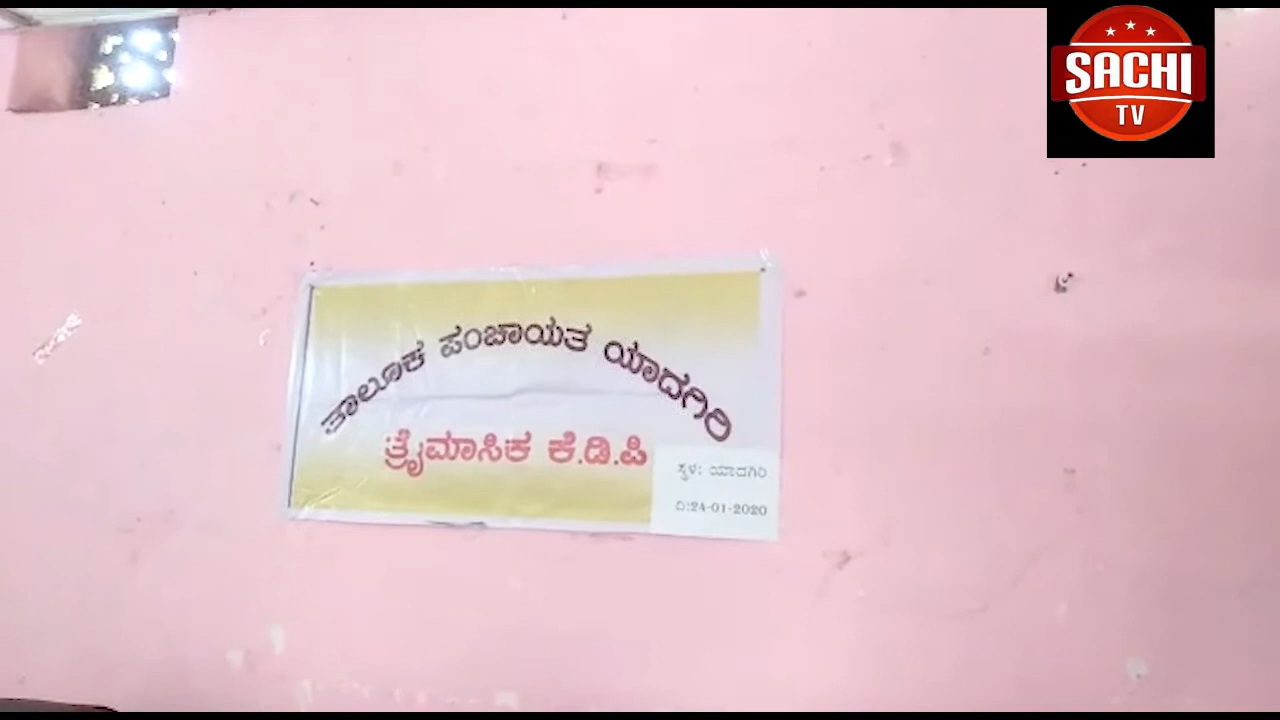 SACHI
TV
ತಾಲೂಕ ಪಂಚಾಯತ ಯಾದಗಿರಿ
ತ್ರೈಮಾಸಿಕ ಕೆ.ಡಿ.ಪಿ
ಸ್ಥಳ: ಯಾದಗಿರಿ
ದಿ:24-01-2020